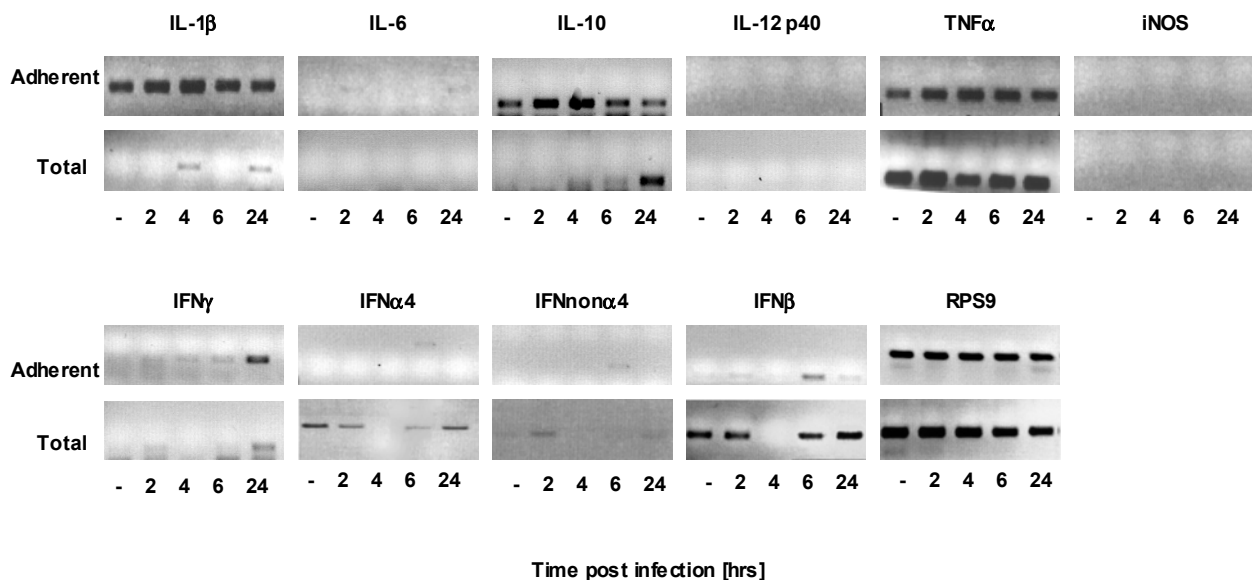 IL-1β IL-6 IL-10 IL-12 p40 TNFα iNOS
Adherent
Total
- 2 4 6 24 - 2 4 6 24 - 2 4 6 24 - 2 4 6 24 - 2 4 6 24 - 2 4 6 24
IFNγ IFNα4 IFNnonα4 IFNβ RPS9
Adherent
Total
- 2 4 6 24 - 2 4 6 24 - 2 4 6 24 - 2 4 6 24 - 2 4 6 24
Time post infection [hrs]